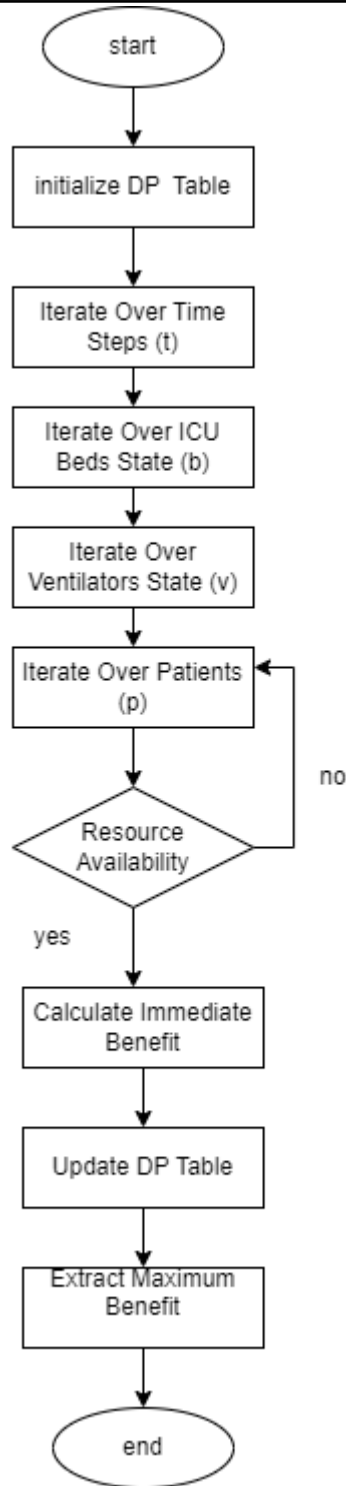 start
initialize DP Table
Iterate Over Time
Steps (t)
Iterate Over ICU
Beds State (b)
Iterate Over
Ventilators State (v)
Iterate Over Patients
(p)
no
Resource
Availability
yes
Calculate Immediate
Benefit
Update DP Table
Extract Maximum
Benefit
end